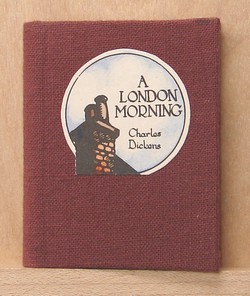 A
LONDON
MORNING
Charles
Dickens